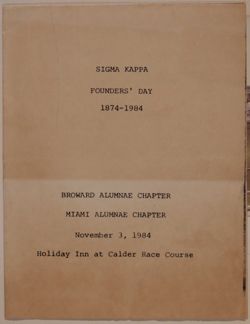 SIGMA KAPPA
FOUNDERS' DAY
1874-1984
BROWARD ALUMNAE CHAPTER
MIAMI ALUMNAE CHAPTER
November 3, 1984
Holiday Inn at Calder Race Course